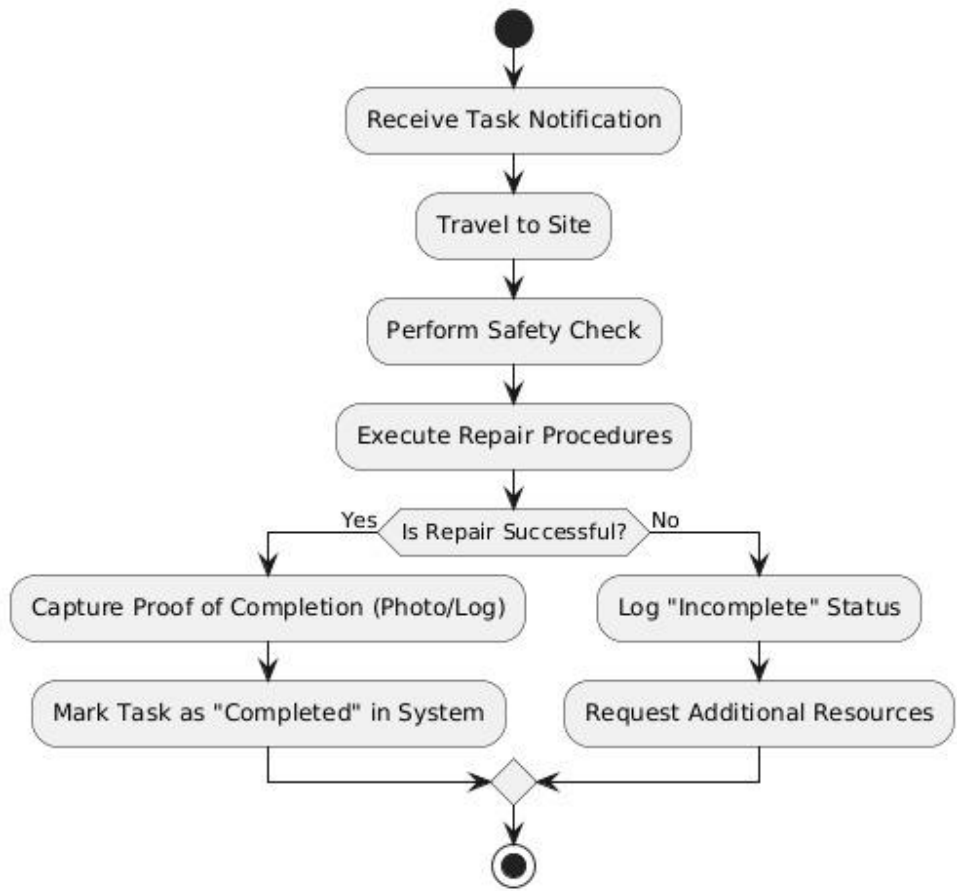 Receive Task Notification
Travel to Site
Perform Safety Check
Execute Repair Procedures
Is Repair Successful?
Yes
No
Capture Proof of Completion (Photo/Log)
Mark Task as "Completed" in System
Log "Incomplete" Status
Request Additional Resources